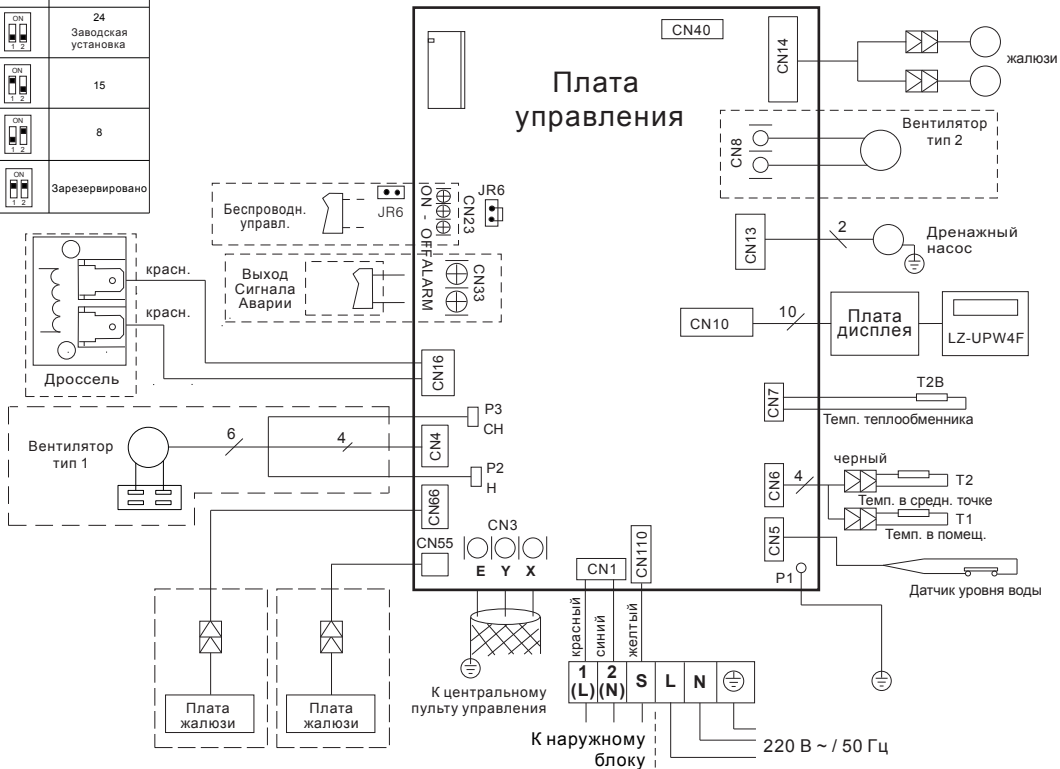 ON
1 2
24
Заводская
установка
ON
1 2
15
ON
1 2
8
ON
1 2
Зарезервировано
CN40
CN14
жалюзи
Плата
управления
CN8
Вентилятор
тип 2
Беспроводн.
управл.
JR6
ON - OFF
CN23
JR6
Выход
Сигнала
Аварии
ALARM
CN33
CN13
2
Дренажный
насос
красн.
красн.
Дроссель
CN16
CN10
10
Плата
дисплея
LZ-UPW4F
CN7
T2B
Темп. теплообменника
Вентилятор
тип 1
6
4
CN4
P3
CH
P2
H
CN66
CN6
4
черный
T2
Темп. в средн. точке
T1
Темп. в помещ.
CN5
Датчик уровня воды
P1
CN55
CN3
E Y X
CN1
CN110
красный
синий
желтый
К центральному
пульту управления
1
(L)
2
(N)
S
L
N
К наружному
блоку
220 В ~ / 50 Гц
Плата
жалюзи
Плата
жалюзи